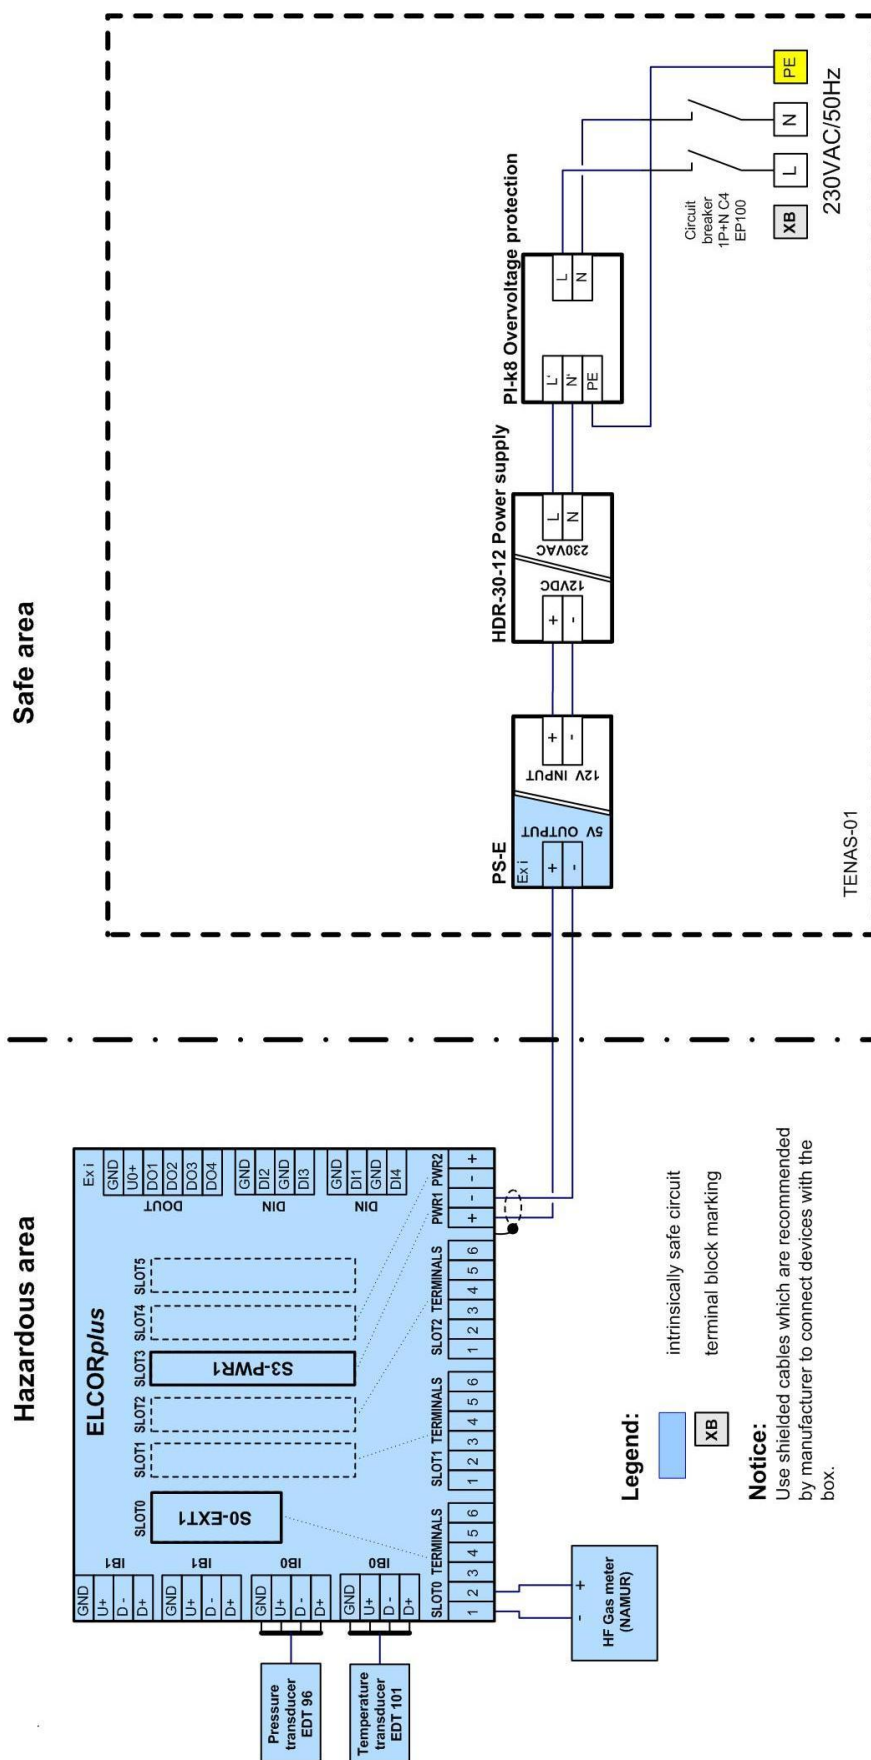 Hazardous area
Safe area
ELCORplus
Ex i
SLOT0
SLOT1
SLOT2
SLOT3
SLOT4
SLOT5
S0-EXT1
S3-PWR1
GND
U+
D -
D+
IB1
GND
U+
D -
D+
IB1
GND
U+
D -
D+
IB0
GND
U+
D -
D+
IB0
GND
U0+
DO1
DO2
DO3
DO4
DOUT
GND
DI2
GND
DI3
DIN
GND
DI1
GND
DI4
DIN
SLOT0 TERMINALS
1 2 3 4 5 6
SLOT1 TERMINALS
1 2 3 4 5 6
SLOT2 TERMINALS
1 2 3 4 5 6
PWR1 PWR2
+ - - +
Pressure
transducer
EDT 96
Temperature
transducer
EDT 101
- +
HF Gas meter
(NAMUR)
PS-E
Ex i
5V OUTPUT
+
-
12V INPUT
+
-
HDR-30-12 Power supply
12VDC
+
-
230VAC
L
N
PI-k8 Overvoltage protection
L'
N'
PE
L
N
Circuit
breaker
1P+N C4
EP100
XB
L
N
PE
230VAC/50Hz
Legend:
intrinsically safe circuit
XB
terminal block marking
Notice:
Use shielded cables which are recommended
by manufacturer to connect devices with the
box.
TENAS-01